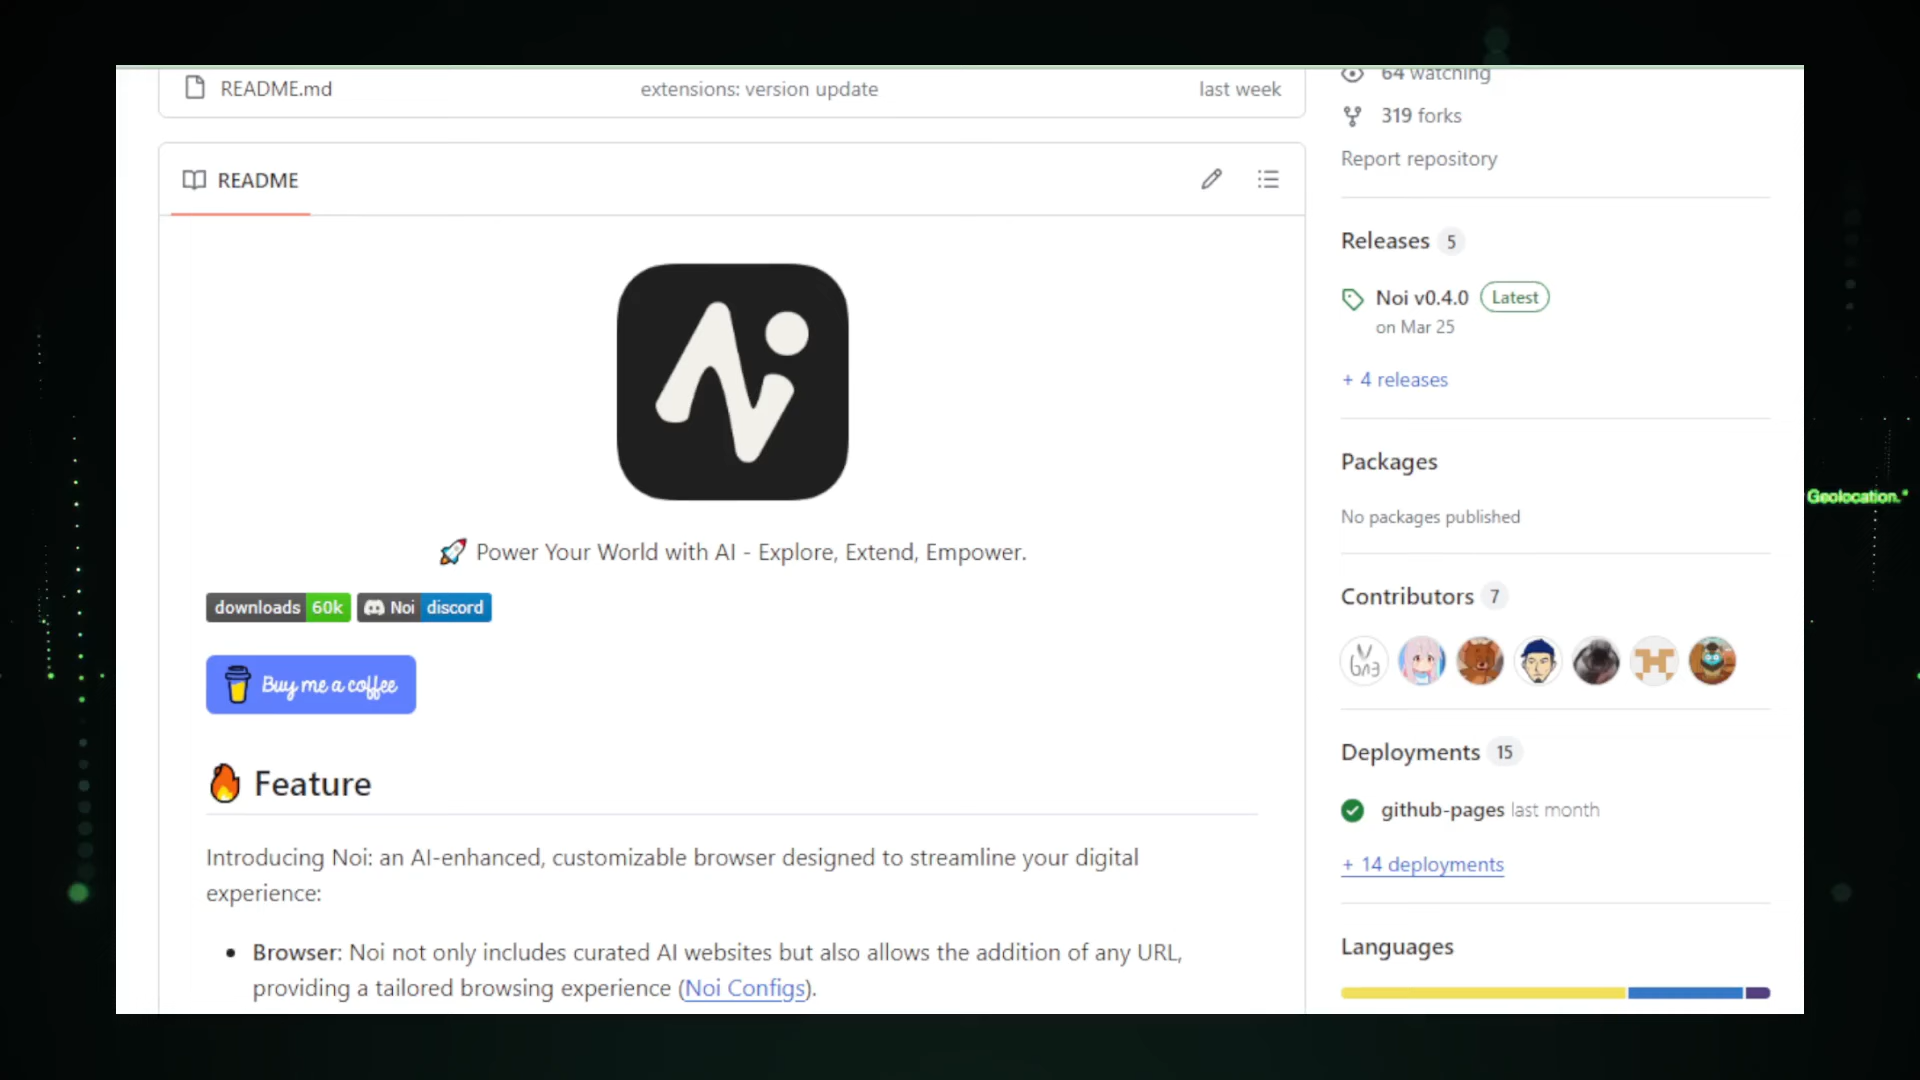 README.md extensions: version update last week
README
Power Your World with AI - Explore, Extend, Empower.
downloads 60k Noi discord
Buy me a coffee
Feature
Introducing Noi: an AI-enhanced, customizable browser designed to streamline your digital
experience:
• Browser: Noi not only includes curated AI websites but also allows the addition of any URL,
providing a tailored browsing experience (Noi Configs).
64 watching
319 forks
Report repository
Releases 5
Noi v0.4.0 Latest
on Mar 25
+ 4 releases
Packages
No packages published
Contributors 7
Deployments 15
github-pages last month
+ 14 deployments
Languages
Geolocation.*